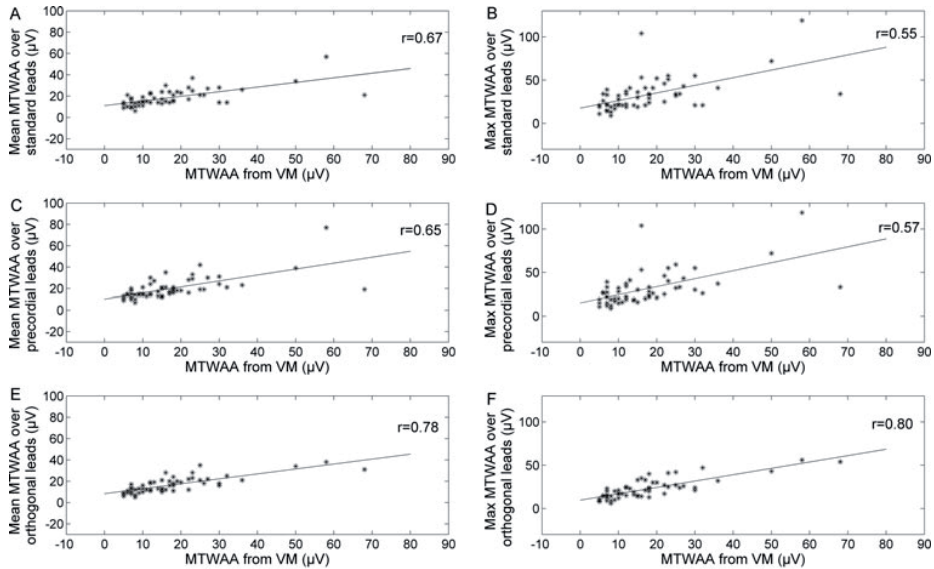 A
Mean MTWAA over
standard leads (µV)
100
80
60
40
20
0
-20
r=0.67
-10 0 10 20 30 40 50 60 70 80 90
MTWAA from VM (µV)
B
Max MTWAA over
standard leads (µV)
100
50
0
r=0.55
-10 0 10 20 30 40 50 60 70 80 90
MTWAA from VM (µV)
C
Mean MTWAA over
precordial leads (µV)
100
80
60
40
20
0
-20
r=0.65
-10 0 10 20 30 40 50 60 70 80 90
MTWAA from VM (µV)
D
Max MTWAA over
precordial leads (µV)
100
50
0
r=0.57
-10 0 10 20 30 40 50 60 70 80 90
MTWAA from VM (µV)
E
Mean MTWAA over
orthogonal leads (µV)
100
80
60
40
20
0
-20
r=0.78
-10 0 10 20 30 40 50 60 70 80 90
MTWAA from VM (µV)
F
Max MTWAA over
orthogonal leads (µV)
100
50
0
r=0.80
-10 0 10 20 30 40 50 60 70 80 90
MTWAA from VM (µV)